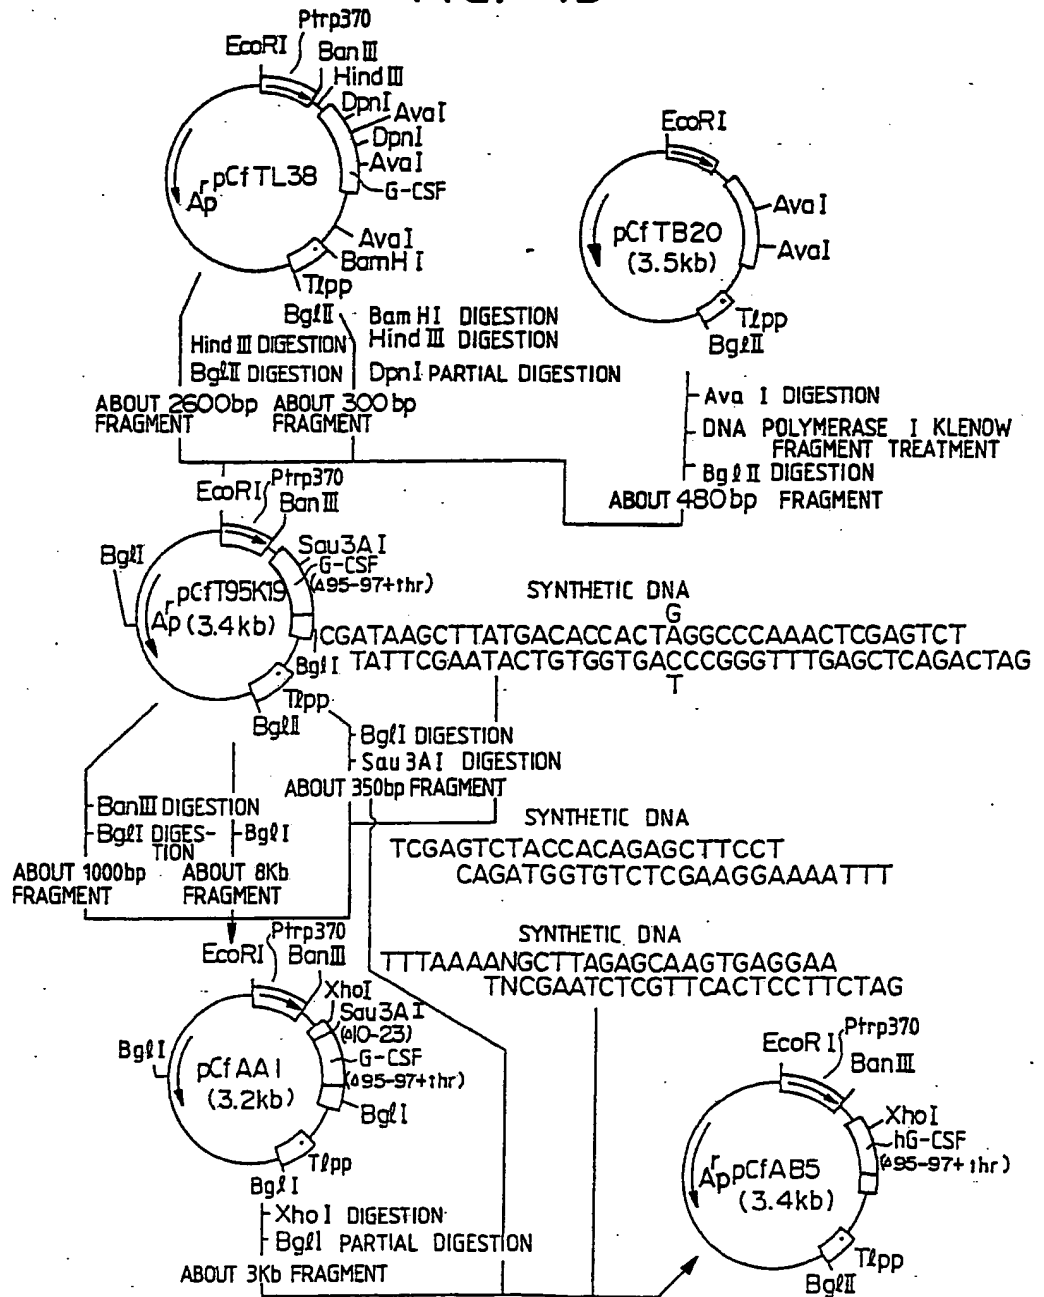 Ptrp370
EcoRI
BanIII
HindIII
DpnI
AvaI
DpnI
AvaI
G-CSF
pCfTL38
Apʳ
AvaI
BamHI
Tlpp
BglII
EcoRI
AvaI
AvaI
pCfTB20
(3.5kb)
Tlpp
BglII
HindIII DIGESTION
BglII DIGESTION
ABOUT 2600bp
FRAGMENT
BamHI DIGESTION
HindIII DIGESTION
DpnI PARTIAL DIGESTION
ABOUT 300bp
FRAGMENT
Ava I DIGESTION
DNA POLYMERASE I KLENOW
FRAGMENT TREATMENT
BglII DIGESTION
ABOUT 480bp FRAGMENT
EcoRI
Ptrp370
BanIII
BglI
Sau3AI
G-CSF
(Δ95-97+thr)
pCfT95K19
Apʳ (3.4kb)
BglI
Tlpp
BglII
SYNTHETIC DNA
G
CGATAAGCTTATGACACCACTAGGCCCAAACTCGAGTCT
TATTCGAATACTGTGGTGACCCGGGTTTGAGCTCAGACTAG
T
BglI DIGESTION
Sau3AI DIGESTION
ABOUT 350bp FRAGMENT
BanIII DIGESTION
BglI DIGES-
TION
ABOUT 1000bp
FRAGMENT
BglI
ABOUT 8Kb
FRAGMENT
SYNTHETIC DNA
TCGAGTCTACCACAGAGCTTCCT
CAGATGGTGTCTCGAAGGAAAATTT
SYNTHETIC DNA
TTTAAAANGCTTAGAGCAAGTGAGGAA
TNCGAATCTCGTTCACTCCTTCTAG
EcoRI
Ptrp370
BanIII
XhoI
Sau3AI
(Δ10-23)
G-CSF
(Δ95-97+thr)
BglI
BglI
pCfAA1
(3.2kb)
Tlpp
BglI
XhoI DIGESTION
BglI PARTIAL DIGESTION
ABOUT 3Kb FRAGMENT
EcoRI
Ptrp370
BanIII
XhoI
hG-CSF
(Δ95-97+thr)
Apʳ pCfAB5
(3.4kb)
Tlpp
BglII